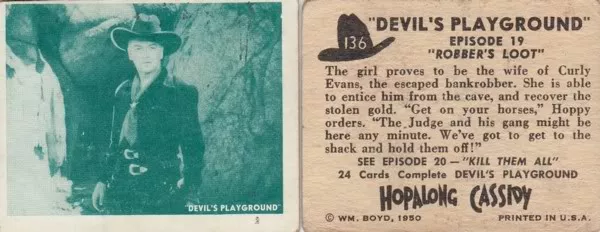 "DEVIL'S PLAYGROUND"
136
"DEVIL'S PLAYGROUND"
EPISODE 19
"ROBBER'S LOOT"
The girl proves to be the wife of Curly
Evans, the escaped bankrobber. She is able
to entice him from the cave, and recover the
stolen gold. "Get on your horses," Hoppy
orders. "The Judge and his gang might be
here any minute. We've got to get to the
shack and hold them off!"
SEE EPISODE 20 — "KILL THEM ALL"
24 Cards Complete DEVIL'S PLAYGROUND
HOPALONG CASSIDY
© WM. BOYD, 1950 PRINTED IN U.S.A.